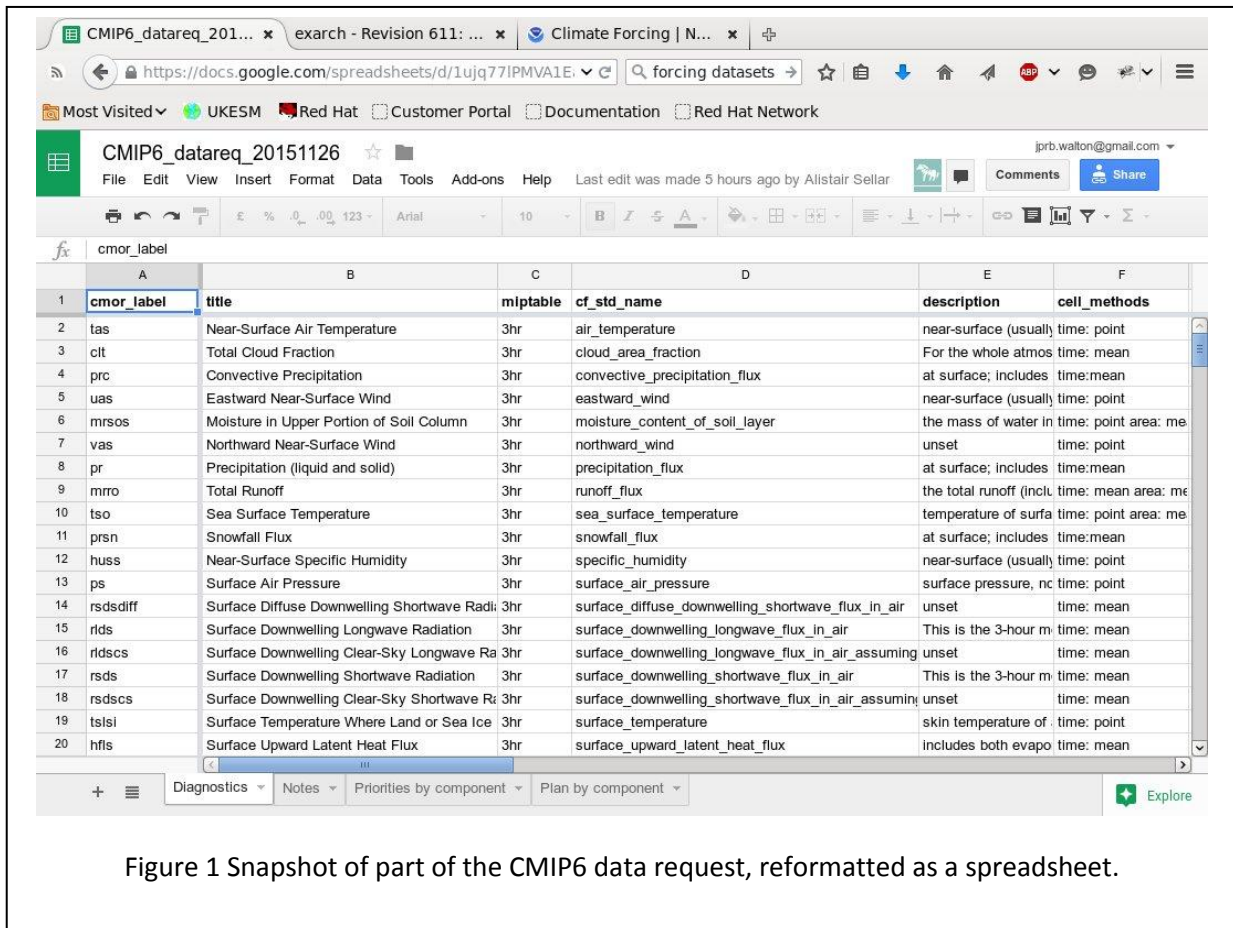 CMIP6_datareq_201... × exarch - Revision 611: ... × Climate Forcing | N... ×
https://docs.google.com/spreadsheets/d/1ujq77lPMVA1E forcing datasets
Most Visited UKESM Red Hat Customer Portal Documentation Red Hat Network
CMIP6_datareq_20151126 jprb.walton@gmail.com
File Edit View Insert Format Data Tools Add-ons Help Last edit was made 5 hours ago by Alistair Sellar Comments Share
£ % .0 .00 123 Arial 10 B I S A
fx cmor_label
A B C D E F
1 cmor_label title miptable cf_std_name description cell_methods
2 tas Near-Surface Air Temperature 3hr air_temperature near-surface (usually time: point
3 clt Total Cloud Fraction 3hr cloud_area_fraction For the whole atmos time: mean
4 prc Convective Precipitation 3hr convective_precipitation_flux at surface; includes time:mean
5 uas Eastward Near-Surface Wind 3hr eastward_wind near-surface (usually time: point
6 mrsos Moisture in Upper Portion of Soil Column 3hr moisture_content_of_soil_layer the mass of water in time: point area: me
7 vas Northward Near-Surface Wind 3hr northward_wind unset time: point
8 pr Precipitation (liquid and solid) 3hr precipitation_flux at surface; includes time:mean
9 mrro Total Runoff 3hr runoff_flux the total runoff (inclu time: mean area: me
10 tso Sea Surface Temperature 3hr sea_surface_temperature temperature of surfa time: point area: me
11 prsn Snowfall Flux 3hr snowfall_flux at surface; includes time:mean
12 huss Near-Surface Specific Humidity 3hr specific_humidity near-surface (usually time: point
13 ps Surface Air Pressure 3hr surface_air_pressure surface pressure, no time: point
14 rsdsdiff Surface Diffuse Downwelling Shortwave Radi 3hr surface_diffuse_downwelling_shortwave_flux_in_air unset time: mean
15 rlds Surface Downwelling Longwave Radiation 3hr surface_downwelling_longwave_flux_in_air This is the 3-hour m time: mean
16 rldscs Surface Downwelling Clear-Sky Longwave Ra 3hr surface_downwelling_longwave_flux_in_air_assuming unset time: mean
17 rsds Surface Downwelling Shortwave Radiation 3hr surface_downwelling_shortwave_flux_in_air This is the 3-hour m time: mean
18 rsdscs Surface Downwelling Clear-Sky Shortwave Ra 3hr surface_downwelling_shortwave_flux_in_air_assuming unset time: mean
19 tslsi Surface Temperature Where Land or Sea Ice 3hr surface_temperature skin temperature of time: point
20 hfls Surface Upward Latent Heat Flux 3hr surface_upward_latent_heat_flux includes both evapo time: mean
+ Diagnostics Notes Priorities by component Plan by component Explore
Figure 1 Snapshot of part of the CMIP6 data request, reformatted as a spreadsheet.